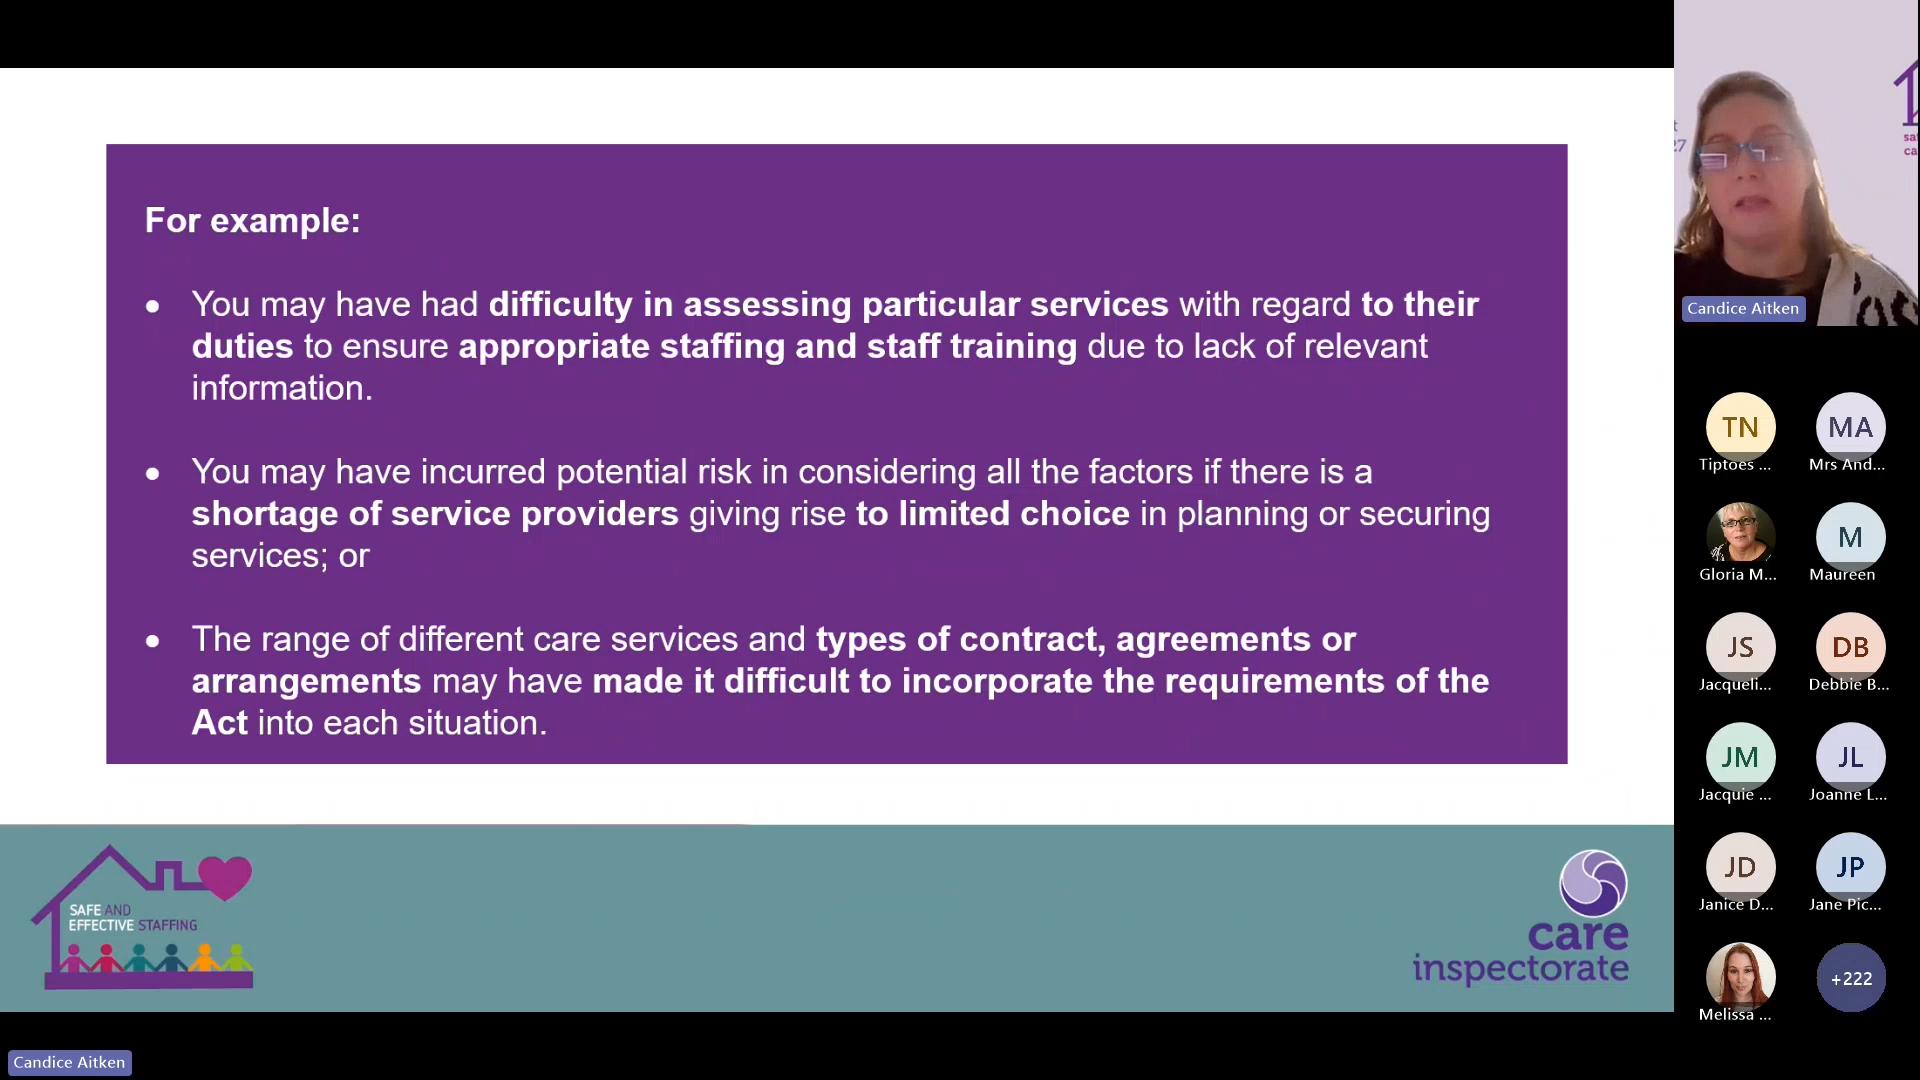 For example:
• You may have had difficulty in assessing particular services with regard to their
duties to ensure appropriate staffing and staff training due to lack of relevant
information.
• You may have incurred potential risk in considering all the factors if there is a
shortage of service providers giving rise to limited choice in planning or securing
services; or
• The range of different care services and types of contract, agreements or
arrangements may have made it difficult to incorporate the requirements of the
Act into each situation.
SAFE AND
EFFECTIVE STAFFING
care
inspectorate
Candice Aitken
27
sa
ca
Candice Aitken
TN
Tiptoes ...
MA
Mrs And...
Gloria M...
M
Maureen
JS
Jacqueli...
DB
Debbie B...
JM
Jacquie ...
JL
Joanne L...
JD
Janice D...
JP
Jane Pic...
Melissa ...
+222